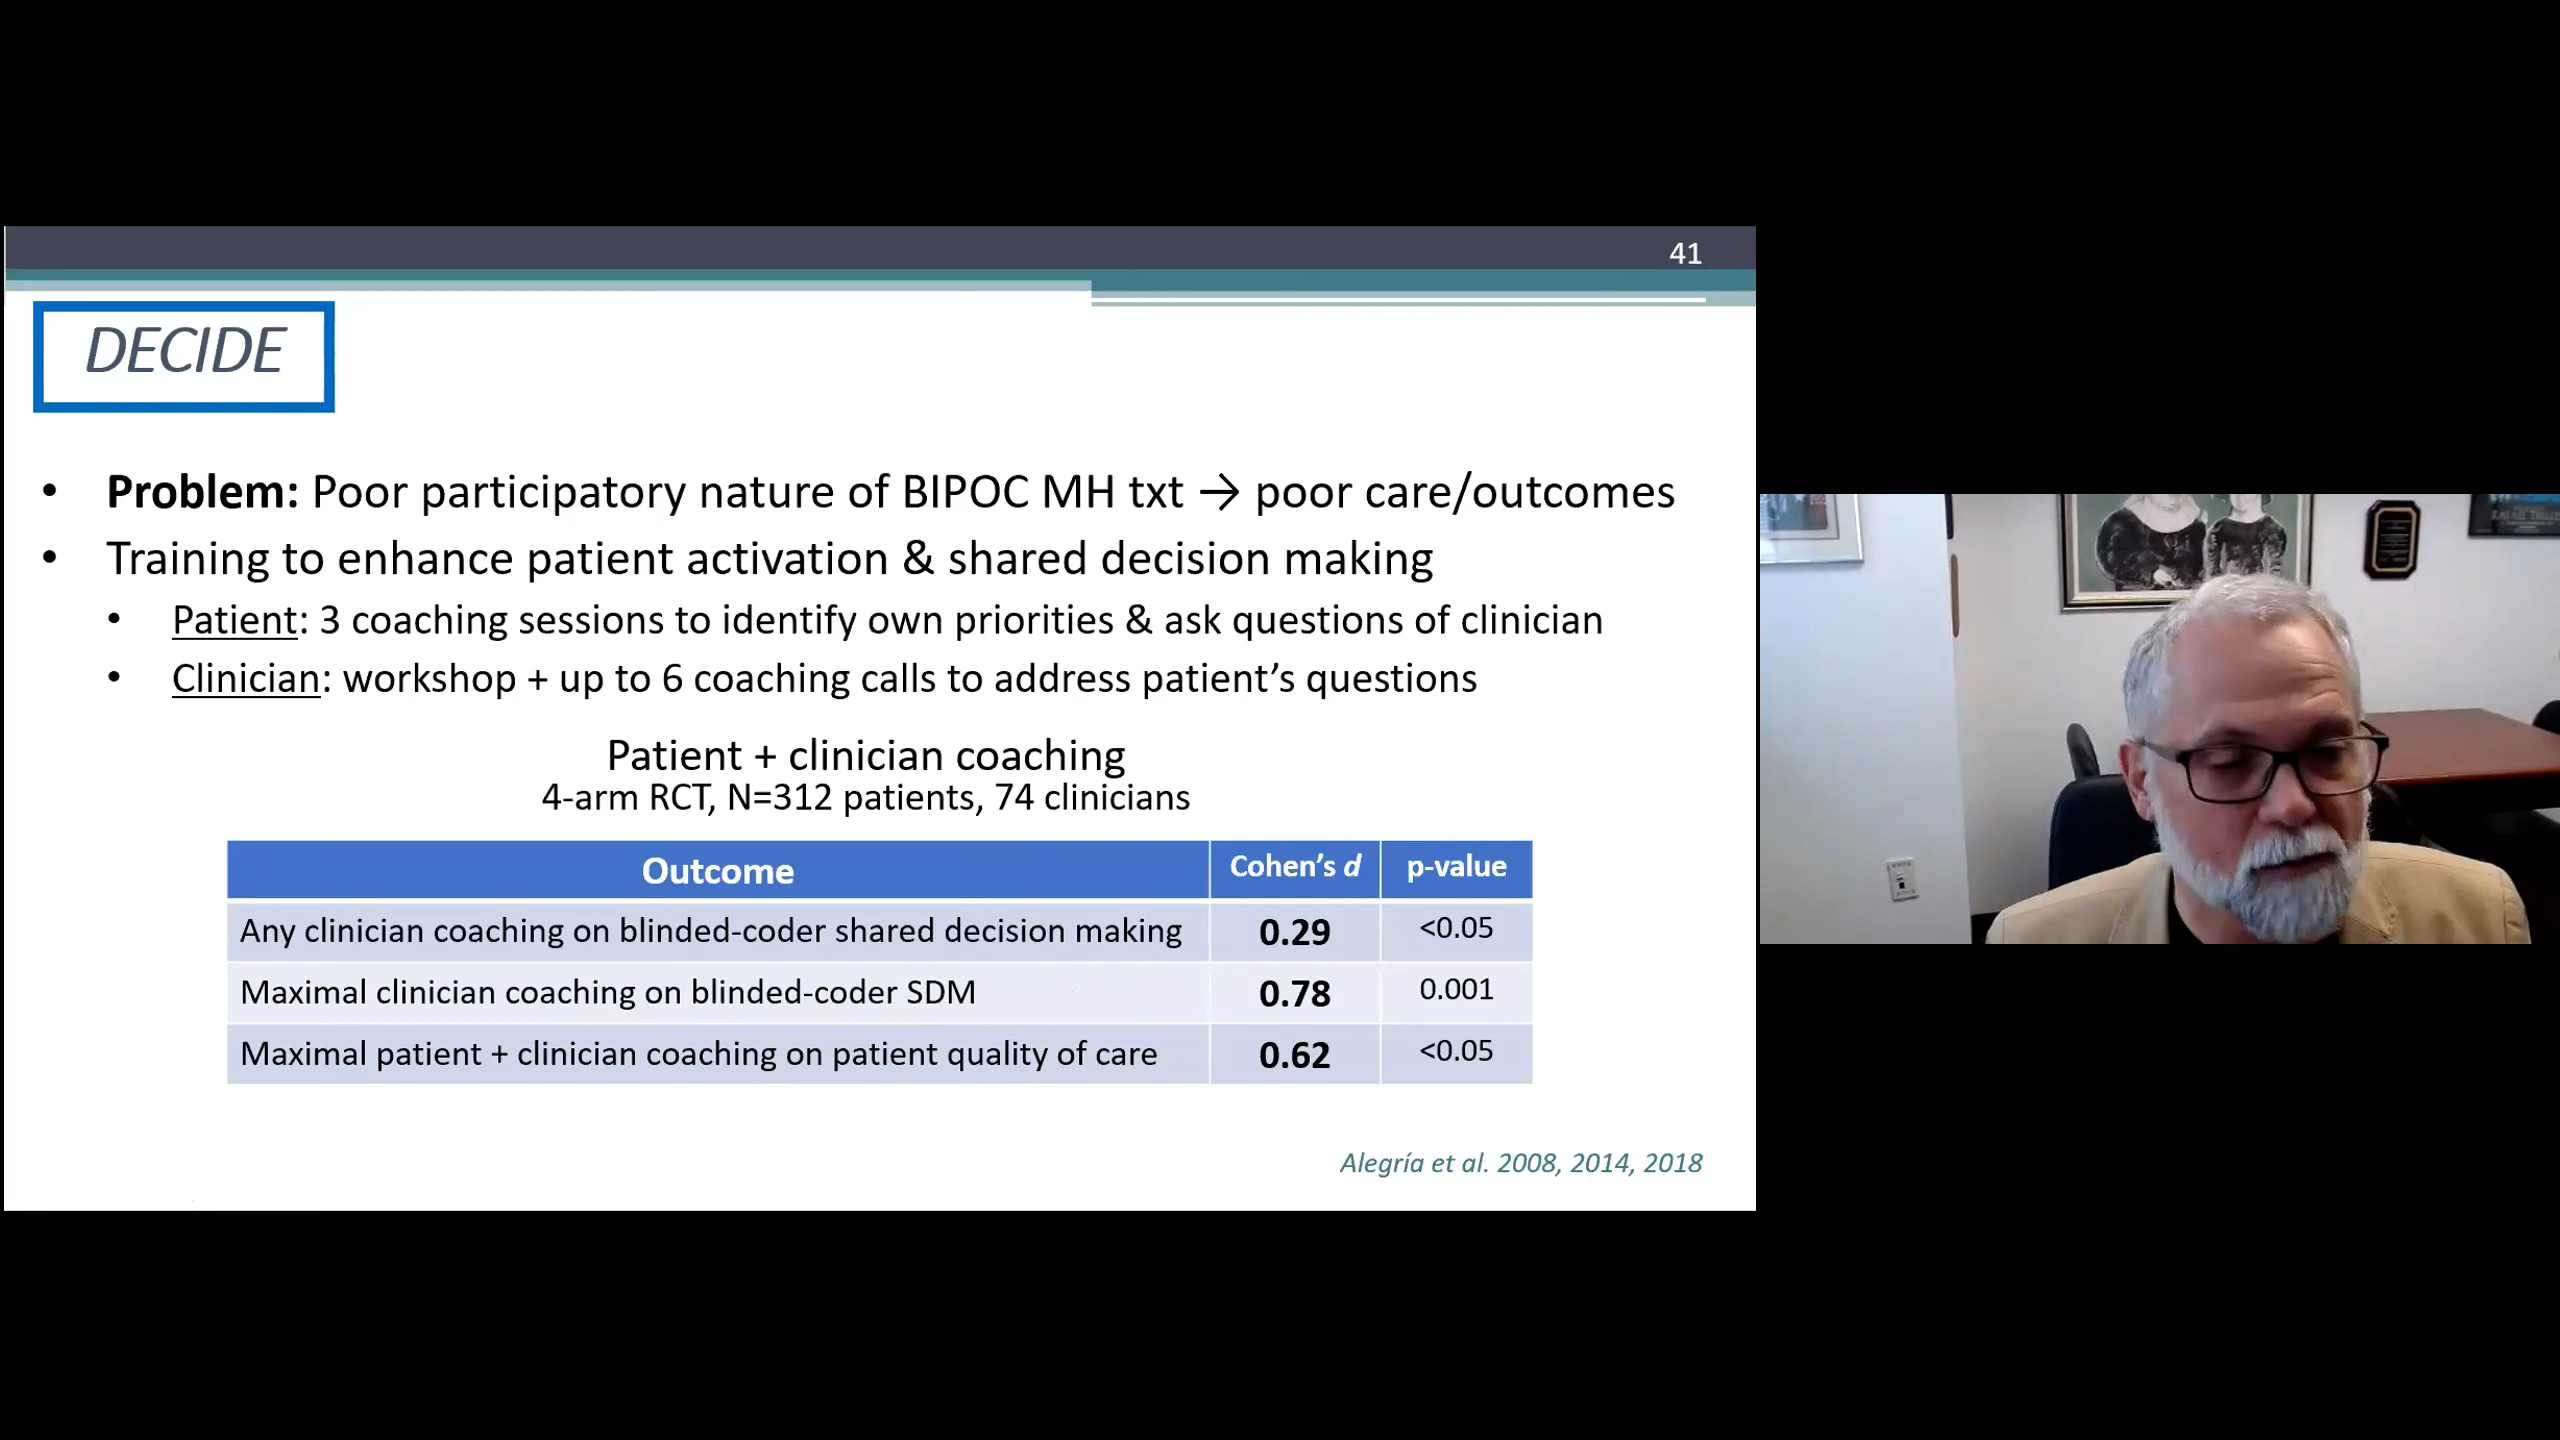 41
DECIDE
• Problem: Poor participatory nature of BIPOC MH txt → poor care/outcomes
• Training to enhance patient activation & shared decision making
• Patient: 3 coaching sessions to identify own priorities & ask questions of clinician
• Clinician: workshop + up to 6 coaching calls to address patient’s questions
Patient + clinician coaching
4-arm RCT, N=312 patients, 74 clinicians
Outcome Cohen’s d p-value
Any clinician coaching on blinded-coder shared decision making 0.29 <0.05
Maximal clinician coaching on blinded-coder SDM 0.78 0.001
Maximal patient + clinician coaching on patient quality of care 0.62 <0.05
Alegría et al. 2008, 2014, 2018